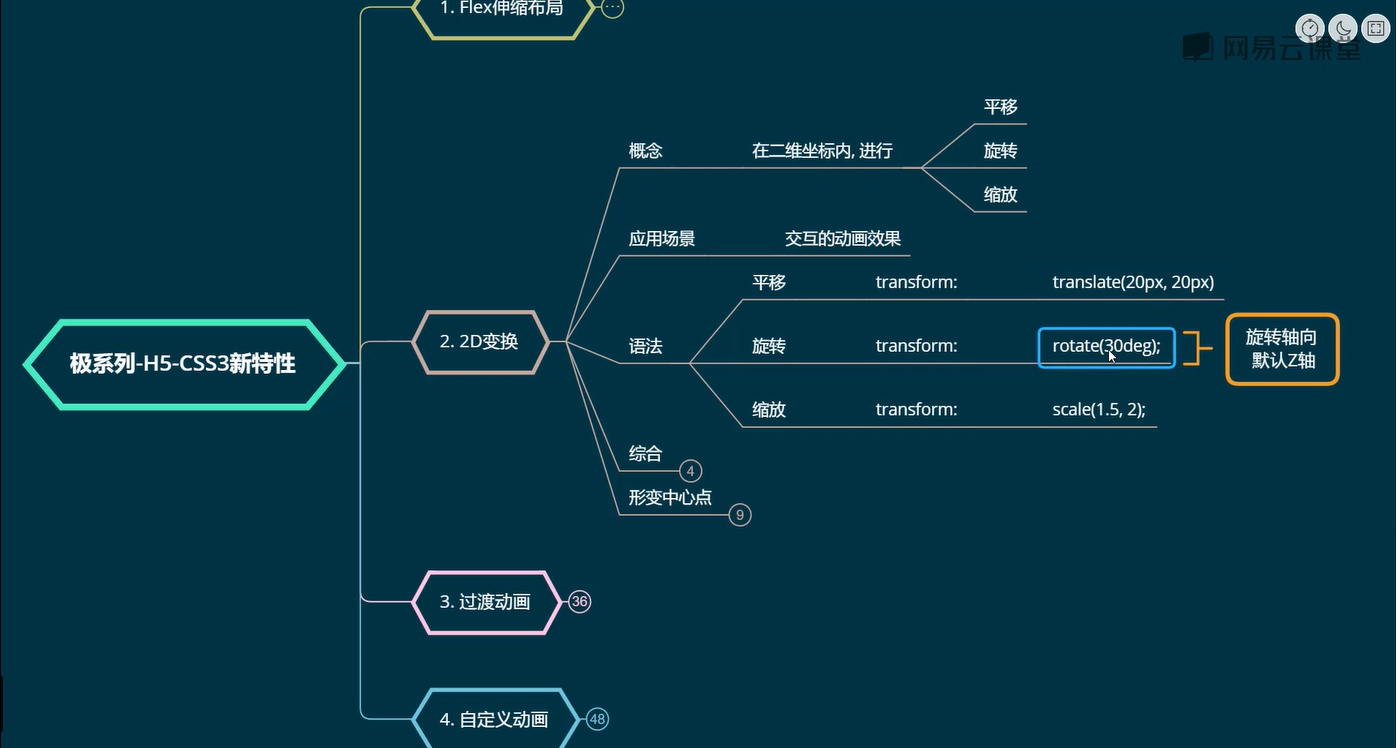 1. Flex伸缩布局
网易云课堂
平移
概念
在二维坐标内, 进行
旋转
缩放
应用场景
交互的动画效果
平移
transform:
translate(20px, 20px)
极系列-H5-CSS3新特性
2. 2D变换
语法
旋转
transform:
rotate(30deg);
旋转轴向
默认Z轴
缩放
transform:
scale(1.5, 2);
综合
4
形变中心点
9
3. 过渡动画
36
4. 自定义动画
48